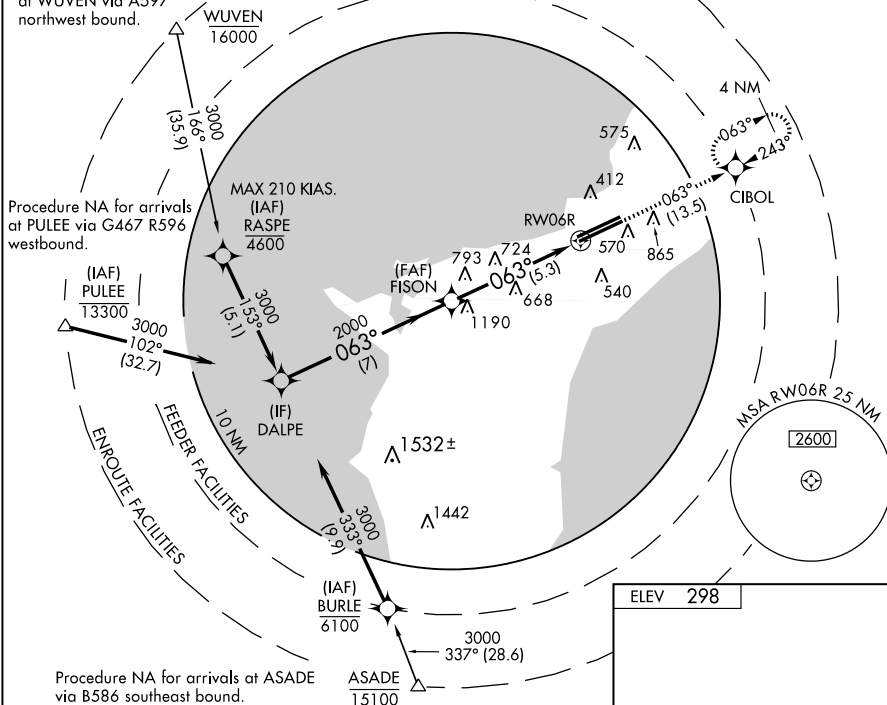 at WUVEN via A597
northwest bound.
WUVEN
16000
3000
166°
(35.9)
4 NM
063°
243°
CIBOL
063°
(13.5)
575
412
RW06R
570
865
540
MAX 210 KIAS.
(IAF)
RASPE
4600
Procedure NA for arrivals
at PULEE via G467 R596
westbound.
(IAF)
PULEE
13300
3000
102°
(32.7)
3000
153°
(5.1)
(FAF)
FISON
793
724
063°
(5.3)
668
1190
2000
063°
(7)
(IF)
DALPE
10 NM
FEEDER FACILITIES
ENROUTE FACILITIES
1532 ±
1442
MSA RW06R 25 NM
2600
3000
333°
(9.9)
(IAF)
BURLE
6100
3000
337° (28.6)
ASADE
15100
Procedure NA for arrivals at ASADE
via B586 southeast bound.
ELEV 298